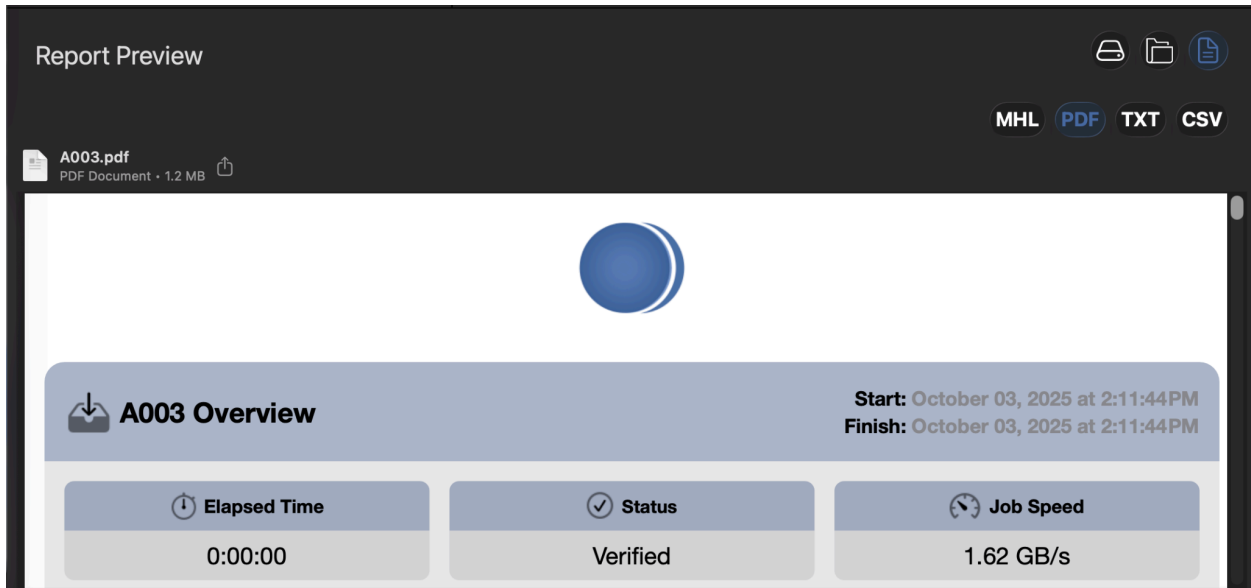 Report Preview
MHL PDF TXT CSV
A003.pdf
PDF Document • 1.2 MB
A003 Overview
Start: October 03, 2025 at 2:11:44PM
Finish: October 03, 2025 at 2:11:44PM
Elapsed Time
0:00:00
Status
Verified
Job Speed
1.62 GB/s